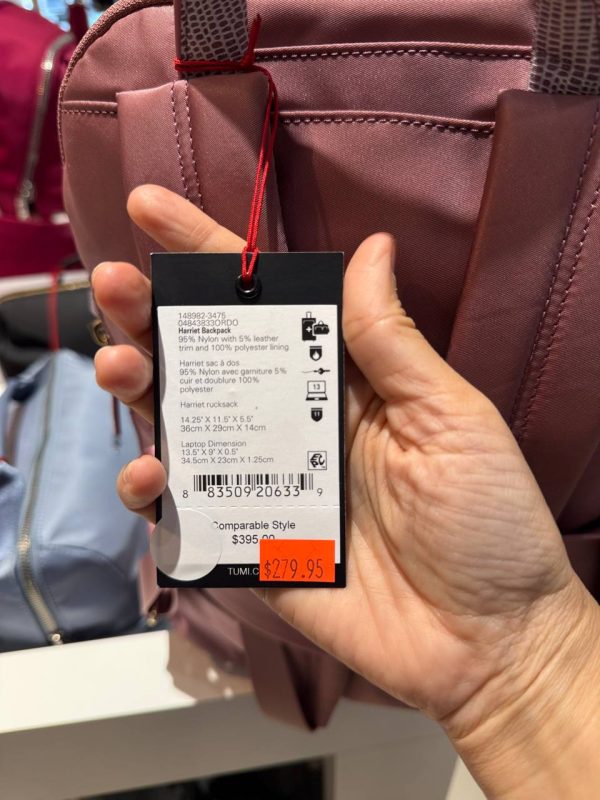 148982-3475
04843833ORDO
Harriet Backpack
95% Nylon with 5% leather
trim and 100% polyester lining
Harriet sac à dos
95% Nylon avec garniture 5%
cuir et doublure 100%
polyester
Harriet rucksack
14.25" X 11.5" X 5.5"
36cm X 29cm X 14cm
Laptop Dimension
13.5" X 9" X 0.5"
34.5cm X 23cm X 1.25cm
13
11
8 83509 20633 9
Comparable Style
$395.00
$279.95
TUMI.C